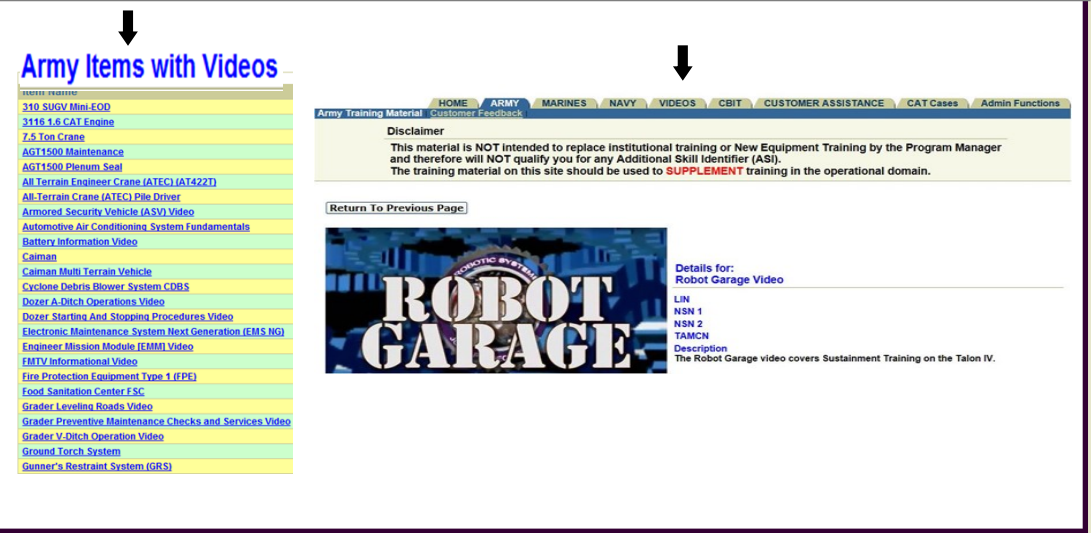 Army Items with Videos
Item Name
310 SUGV Mini-EOD
3116 1.6 CAT Engine
7.5 Ton Crane
AGT1500 Maintenance
AGT1500 Plenum Seal
All Terrain Engineer Crane (ATEC) (AT422T)
All-Terrain Crane (ATEC) Pile Driver
Armored Security Vehicle (ASV) Video
Automotive Air Conditioning System Fundamentals
Battery Information Video
Caiman
Caiman Multi Terrain Vehicle
Cyclone Debris Blower System CDBS
Dozer A-Ditch Operations Video
Dozer Starting And Stopping Procedures Video
Electronic Maintenance System Next Generation (EMS NG)
Engineer Mission Module [EMM] Video
FMTV Informational Video
Fire Protection Equipment Type 1 (FPE)
Food Sanitation Center FSC
Grader Leveling Roads Video
Grader Preventive Maintenance Checks and Services Video
Grader V-Ditch Operation Video
Ground Torch System
Gunner's Restraint System (GRS)
HOME ARMY MARINES NAVY VIDEOS CBIT CUSTOMER ASSISTANCE CAT Cases Admin Functions
Army Training Material Customer Feedback
Disclaimer
This material is NOT intended to replace institutional training or New Equipment Training by the Program Manager
and therefore will NOT qualify you for any Additional Skill Identifier (ASI).
The training material on this site should be used to SUPPLEMENT training in the operational domain.
Return To Previous Page
ROBOTIC SYSTEMS
ROBOT
GARAGE
Details for:
Robot Garage Video
LIN
NSN 1
NSN 2
TAMCN
Description
The Robot Garage video covers Sustainment Training on the Talon IV.